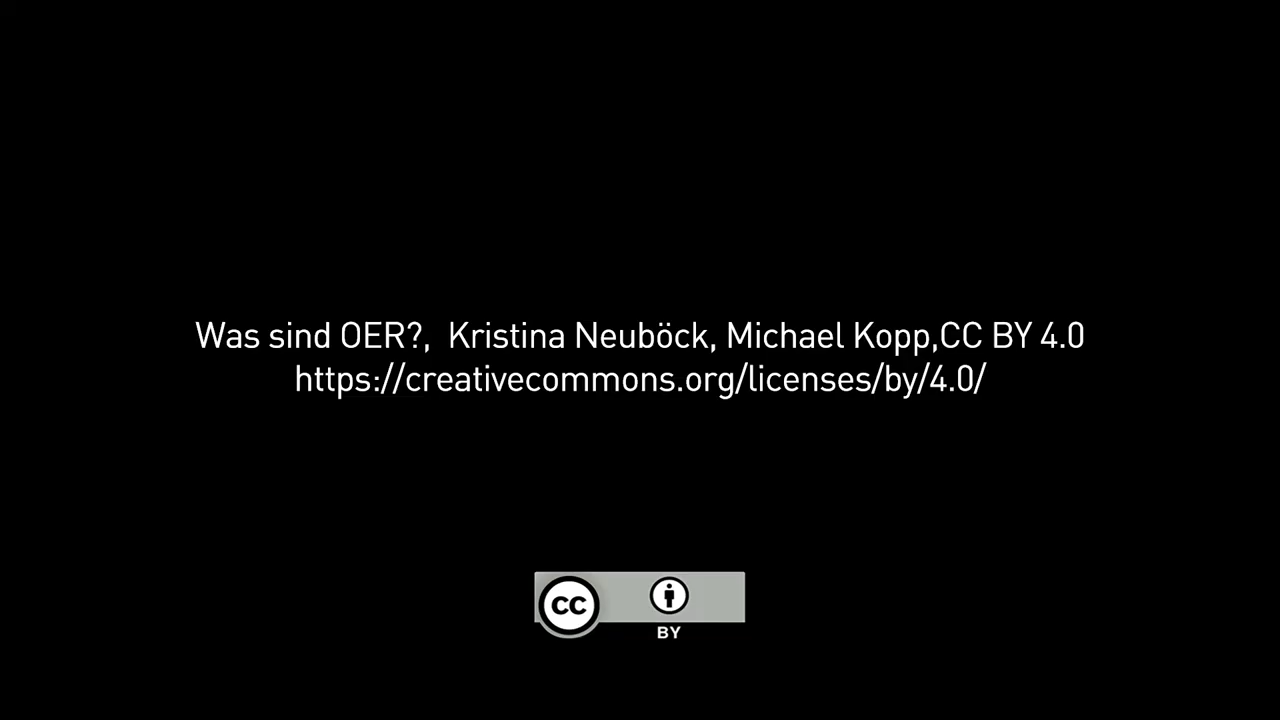 Was sind OER?,  Kristina Neuböck, Michael Kopp,CC BY 4.0
https://creativecommons.org/licenses/by/4.0/
CC
BY